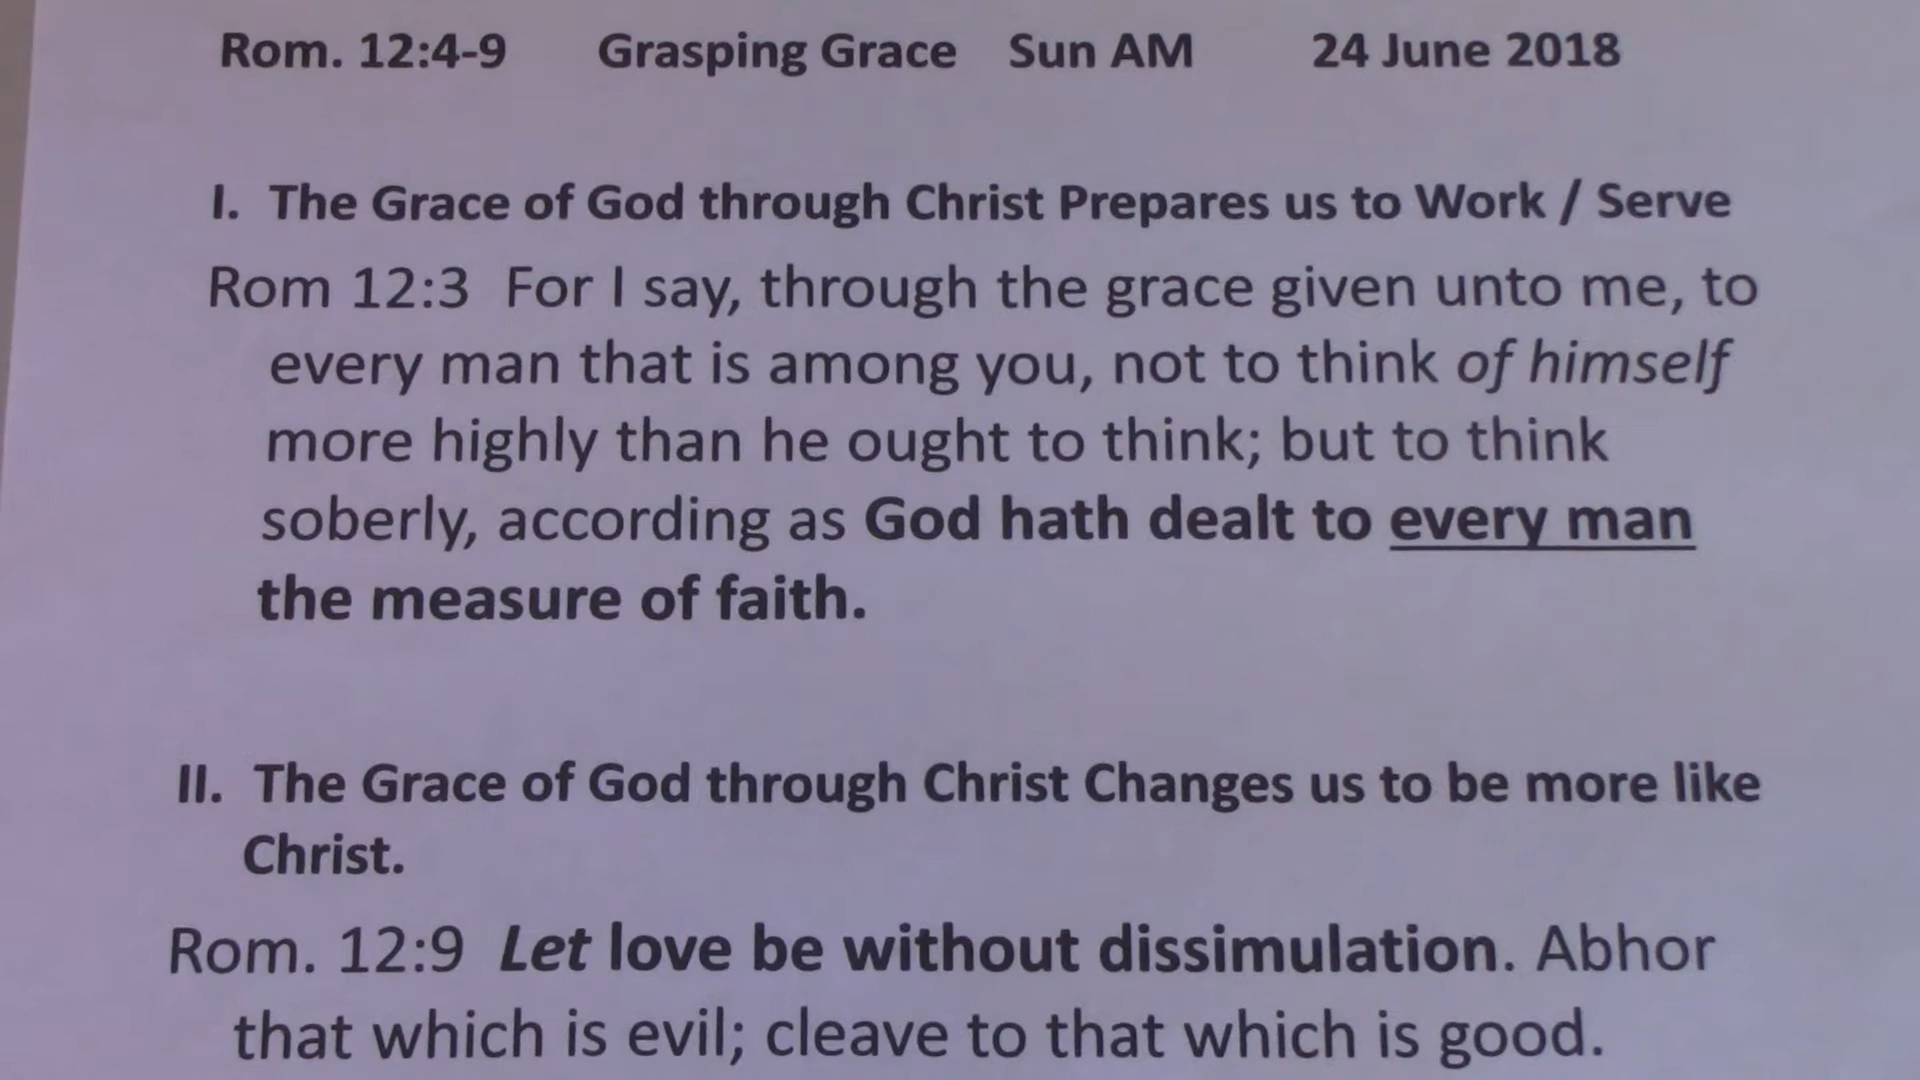 Rom. 12:4-9 Grasping Grace Sun AM 24 June 2018
I. The Grace of God through Christ Prepares us to Work / Serve
Rom 12:3 For I say, through the grace given unto me, to
every man that is among you, not to think of himself
more highly than he ought to think; but to think
soberly, according as God hath dealt to every man
the measure of faith.
II. The Grace of God through Christ Changes us to be more like
Christ.
Rom. 12:9 Let love be without dissimulation. Abhor
that which is evil; cleave to that which is good.